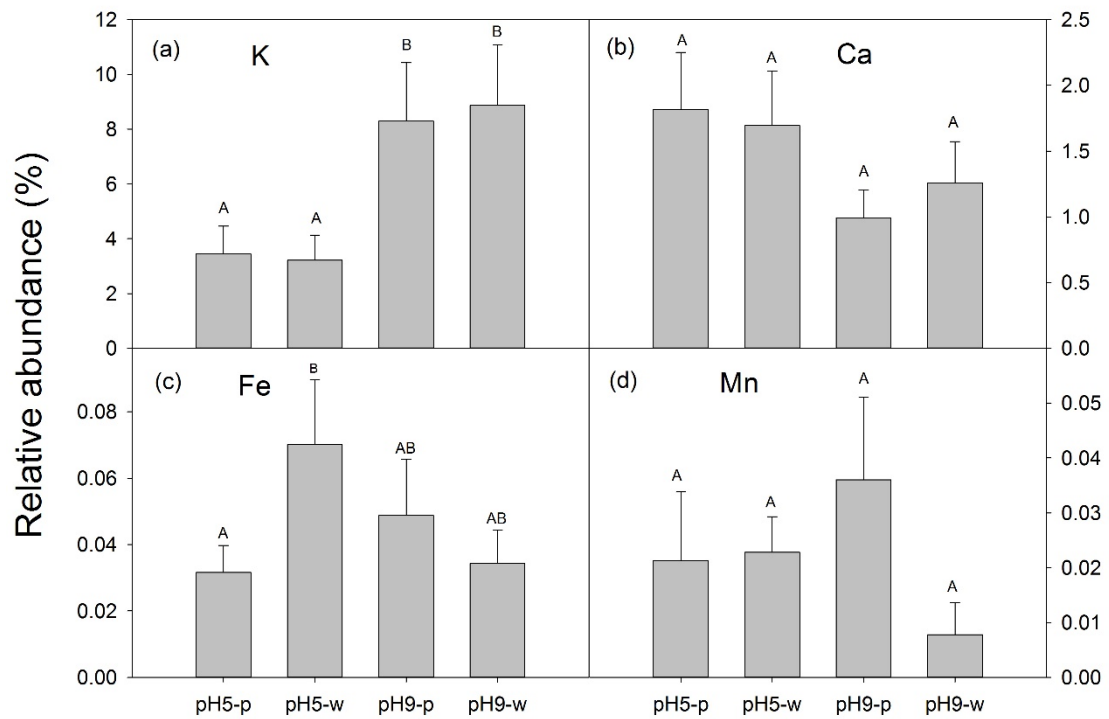 Relative abundance (%)
(a) K
12
10
8
6
4
2
0
A
A
B
B
(b) Ca
2.5
2.0
1.5
1.0
0.5
0.0
A
A
A
A
(c) Fe
0.08
0.06
0.04
0.02
0.00
A
B
AB
AB
(d) Mn
0.05
0.04
0.03
0.02
0.01
0.00
A
A
A
A
pH5-p pH5-w pH9-p pH9-w
pH5-p pH5-w pH9-p pH9-w